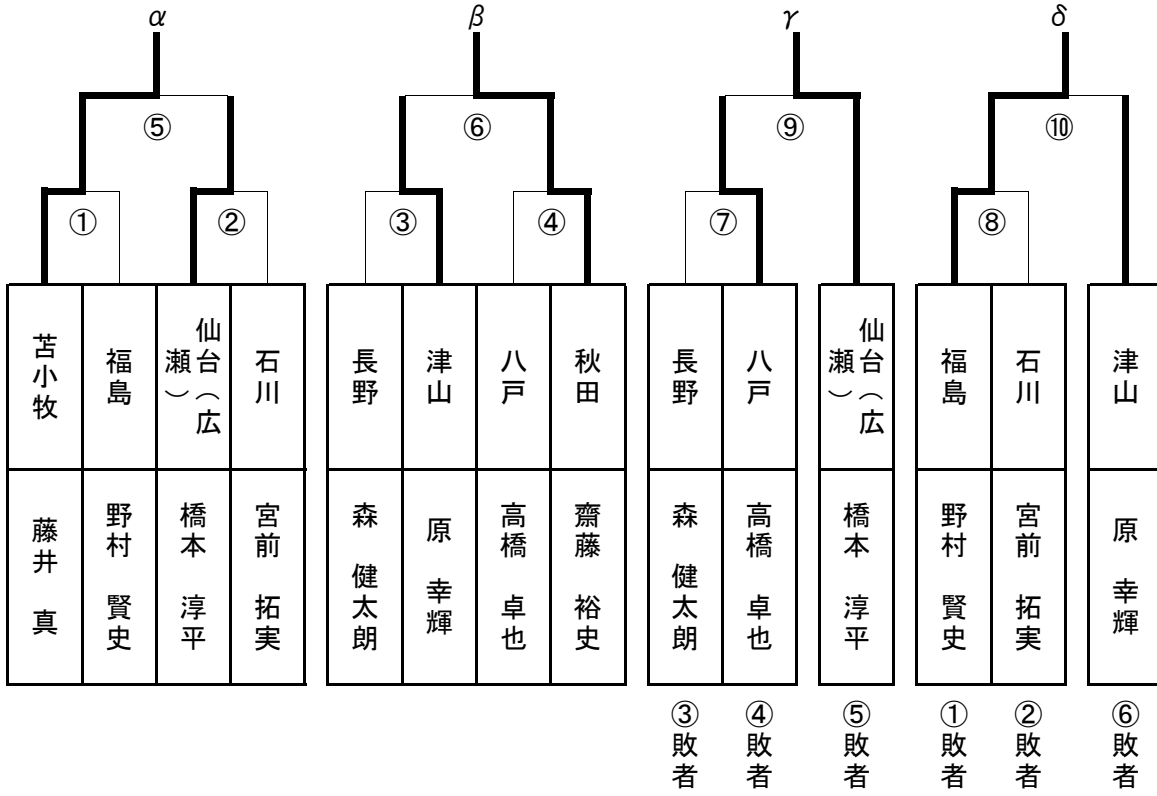 α
β
γ
δ
⑤
⑥
⑨
⑩
①
②
③
④
⑦
⑧
苫小牧
福島
仙台（広
瀬）
石川
長野
津山
八戸
秋田
長野
八戸
仙台（広
瀬）
福島
石川
津山
藤井 真
野村 賢史
橋本 淳平
宮前 拓実
森 健太朗
原 幸輝
高橋 卓也
齋藤 裕史
森 健太朗
高橋 卓也
橋本 淳平
野村 賢史
宮前 拓実
原 幸輝
③敗者
④敗者
⑤敗者
①敗者
②敗者
⑥敗者